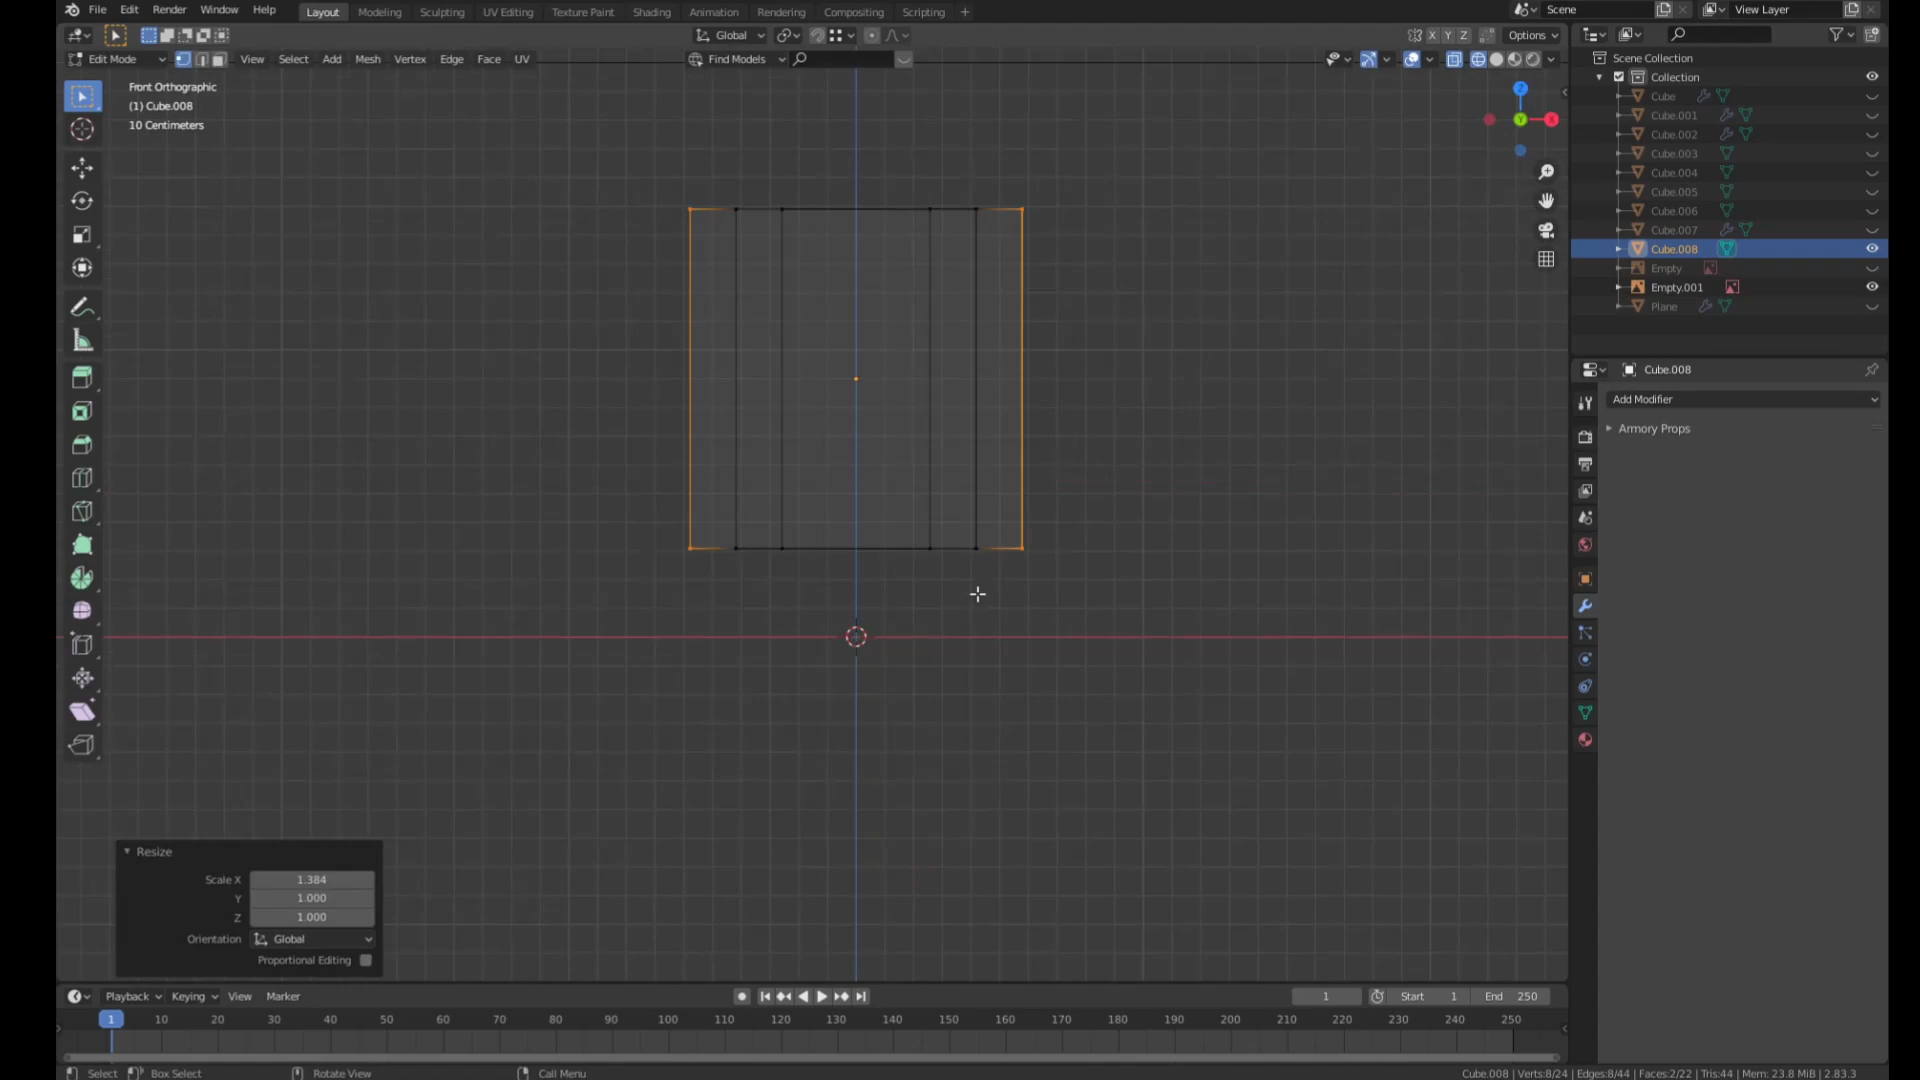 File Edit Render Window Help Layout Modeling Sculpting UV Editing Texture Paint Shading Animation Rendering Compositing Scripting + Scene View Layer
Global X Y Z Options
Edit Mode View Select Add Mesh Vertex Edge Face UV Find Models
Front Orthographic
(1) Cube.008
10 Centimeters
Z
Y
X
Scene Collection
Collection
Cube
Cube.001
Cube.002
Cube.003
Cube.004
Cube.005
Cube.006
Cube.007
Cube.008
Empty
Empty.001
Plane
Cube.008
Add Modifier
Armory Props
Resize
Scale X 1.384
Y 1.000
Z 1.000
Orientation Global
Proportional Editing
Playback Keying View Marker 1 Start 1 End 250
1 10 20 30 40 50 60 70 80 90 100 110 120 130 140 150 160 170 180 190 200 210 220 230 240 250
Select Box Select Rotate View Call Menu Cube.008 | Verts:8/24 | Edges:8/44 | Faces:2/22 | Tris:44 | Mem: 23.8 MiB | 2.83.3